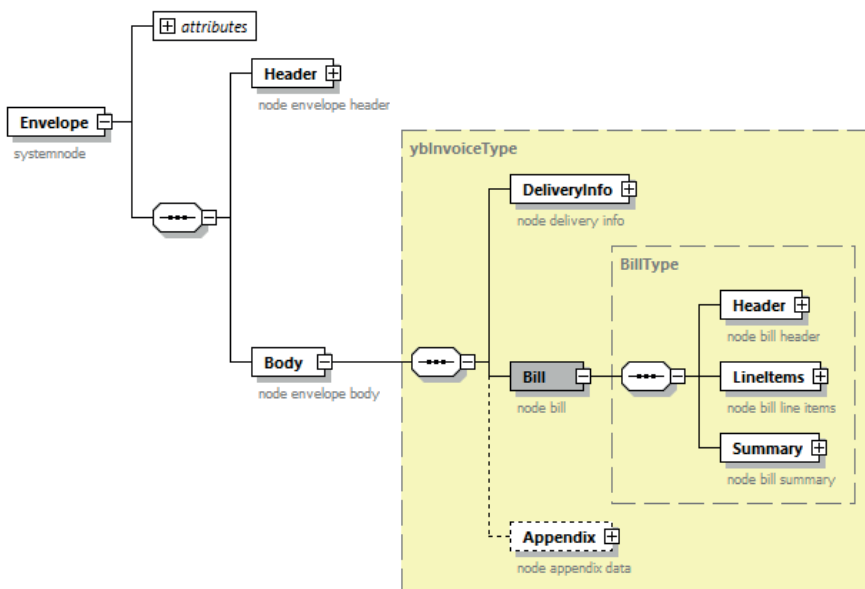 attributes
Header
node envelope header
Envelope
systemnode
ybInvoiceType
DeliveryInfo
node delivery info
BillType
Header
node bill header
Body
node envelope body
Bill
node bill
LineItems
node bill line items
Summary
node bill summary
Appendix
node appendix data